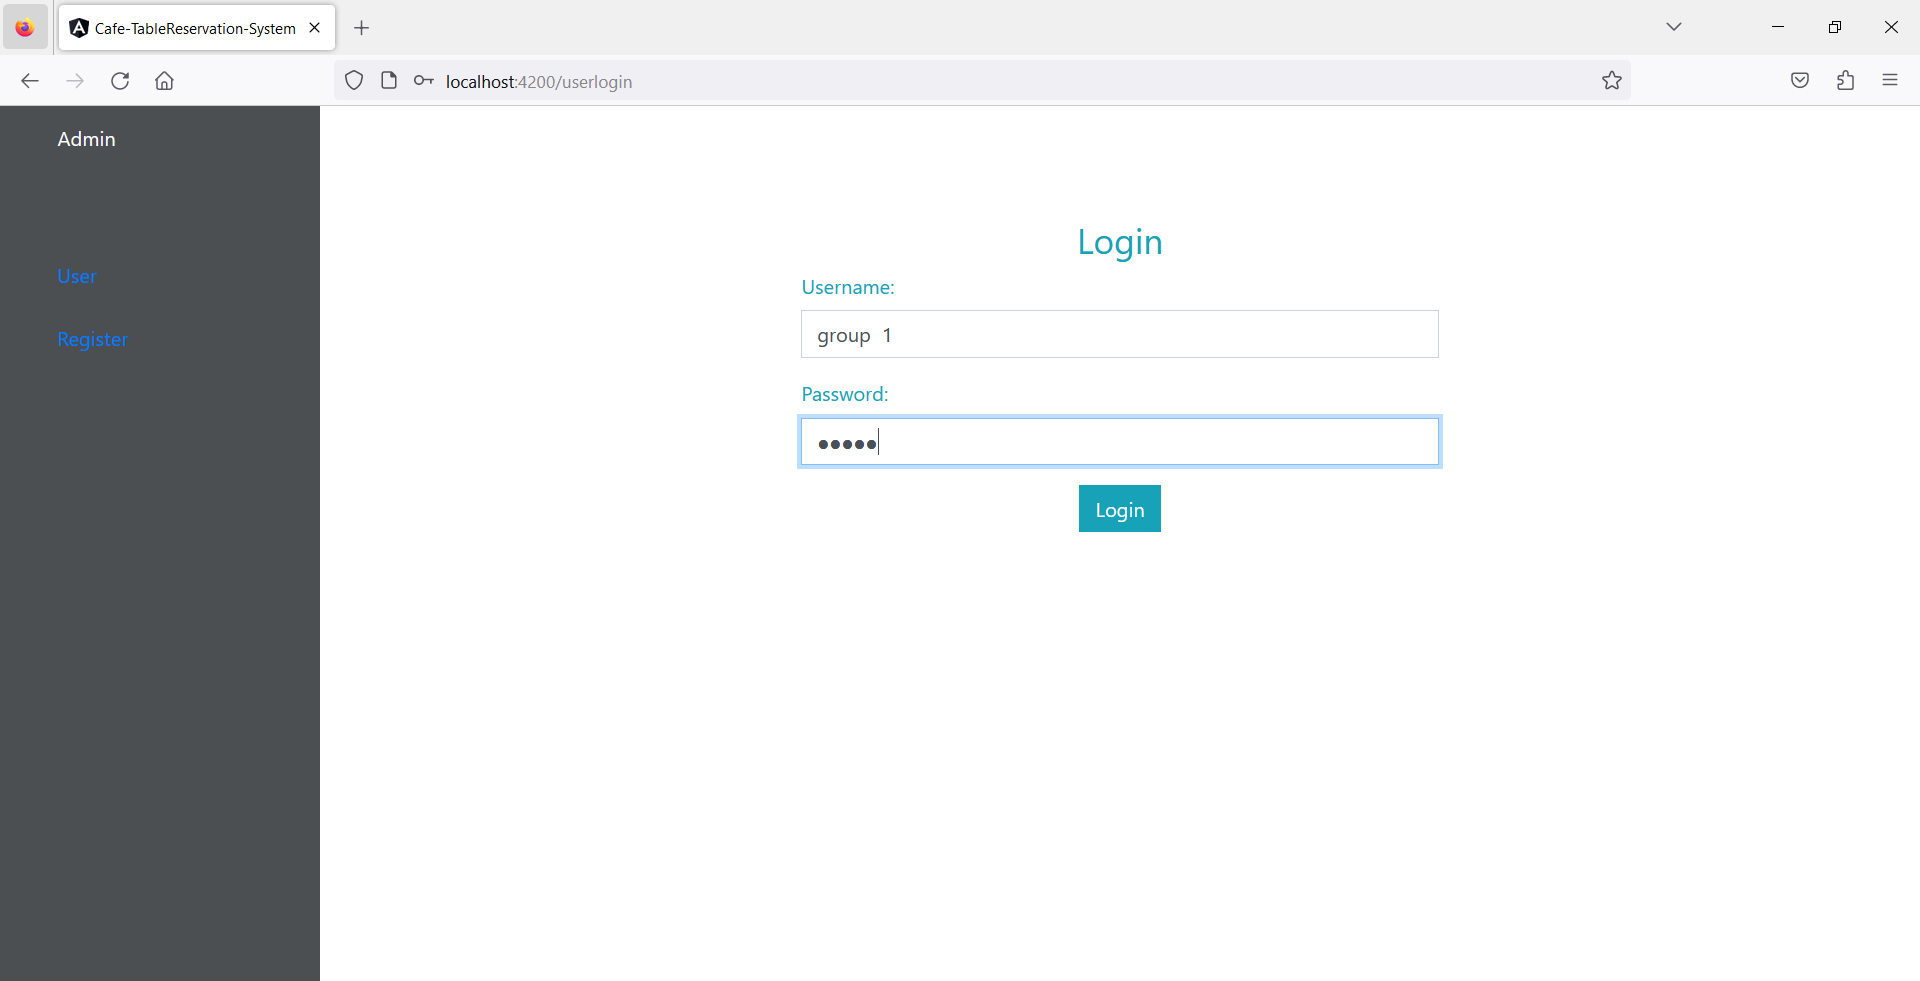 Cafe-TableReservation-System
localhost:4200/userlogin
Admin
User
Register
Login
Username:
group  1
Password:
Login